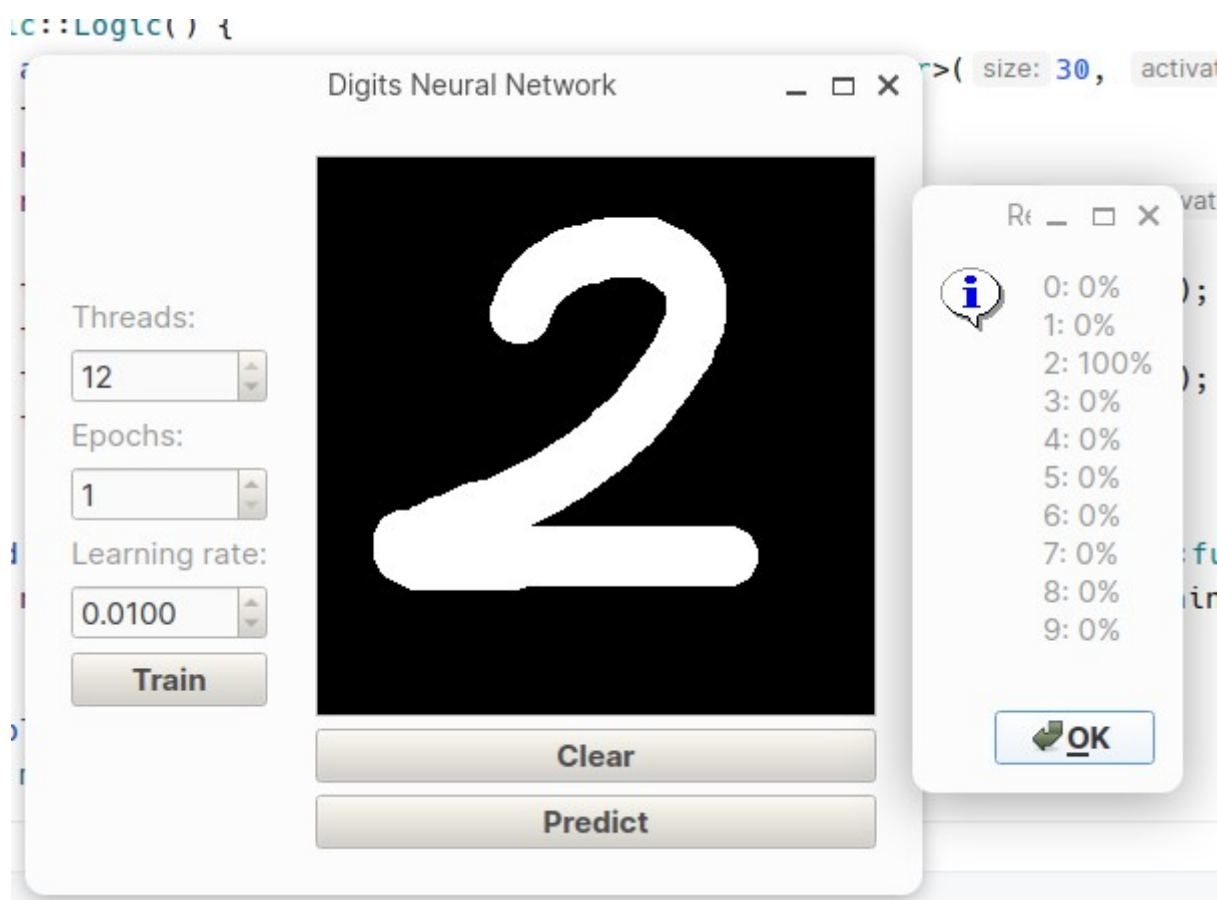 Logic() {
Digits Neural Network
>( size: 30,
Threads:
12
Epochs:
1
Learning rate:
0.0100
Train
2
Clear
Predict
0: 0%
1: 0%
2: 100%
3: 0%
4: 0%
5: 0%
6: 0%
7: 0%
8: 0%
9: 0%
OK
);
);